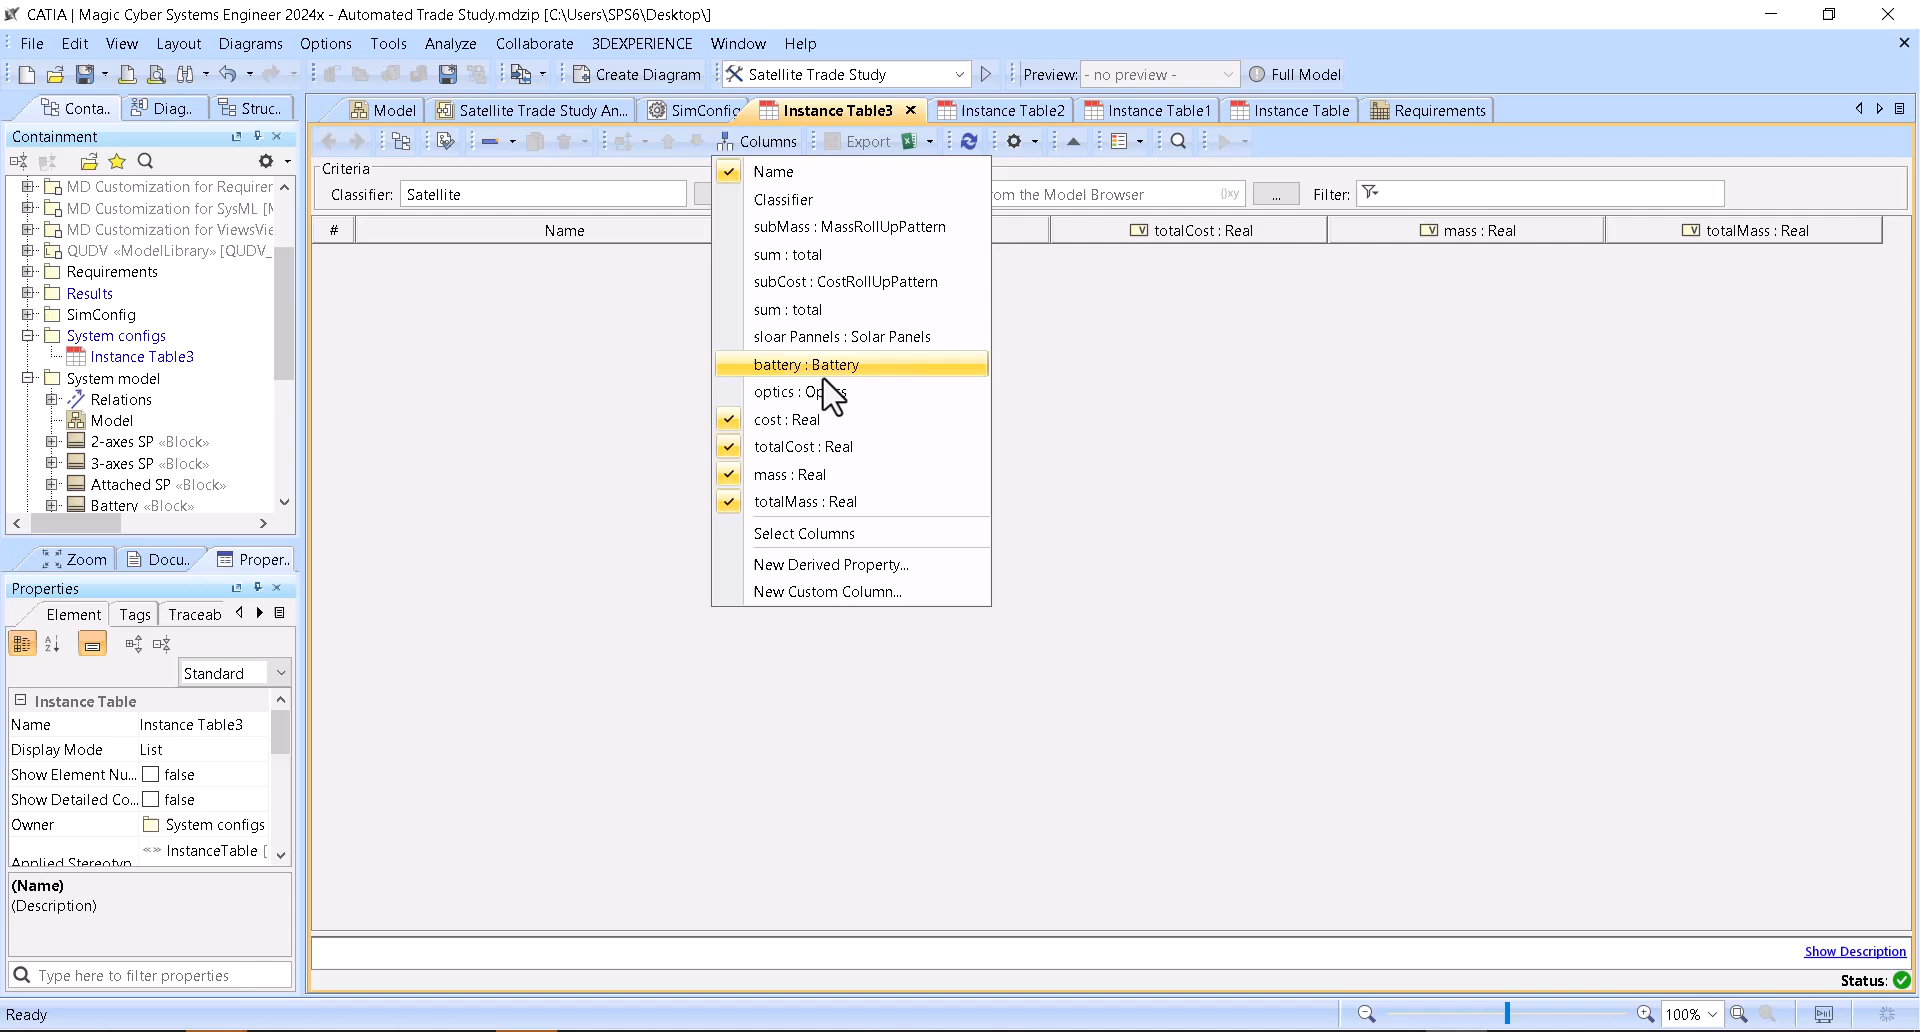 CATIA | Magic Cyber Systems Engineer 2024x - Automated Trade Study.mdzip [C:\Users\SPS6\Desktop\]
File Edit View Layout Diagrams Options Tools Analyze Collaborate 3DEXPERIENCE Window Help
Create Diagram Satellite Trade Study Preview: - no preview - Full Model
Conta.. Diag.. Struc... Model Satellite Trade Study An... SimConfig Instance Table3 Instance Table2 Instance Table1 Instance Table Requirements
Containment
Columns Export
Criteria
Classifier: Satellite om the Model Browser ... Filter:
# Name totalCost : Real mass : Real totalMass : Real
Name
Classifier
subMass : MassRollUpPattern
sum : total
subCost : CostRollUpPattern
sum : total
sloar Pannels : Solar Panels
battery : Battery
optics : Op cs
cost : Real
totalCost : Real
mass : Real
totalMass : Real
Select Columns
New Derived Property...
New Custom Column...
MD Customization for Requirer
MD Customization for SysML [
MD Customization for ViewsVie
QUDV «ModelLibrary» [QUDV_
Requirements
Results
SimConfig
System configs
Instance Table3
System model
Relations
Model
2-axes SP «Block»
3-axes SP «Block»
Attached SP «Block»
Battery «Block»
Zoom Docu.. Proper..
Properties
Element Tags Traceab
Standard
Instance Table
Name Instance Table3
Display Mode List
Show Element Nu... false
Show Detailed Co... false
Owner System configs
Applied Stereotyp «» InstanceTable [
(Name)
(Description)
Type here to filter properties
Show Description
Status:
Ready 100%